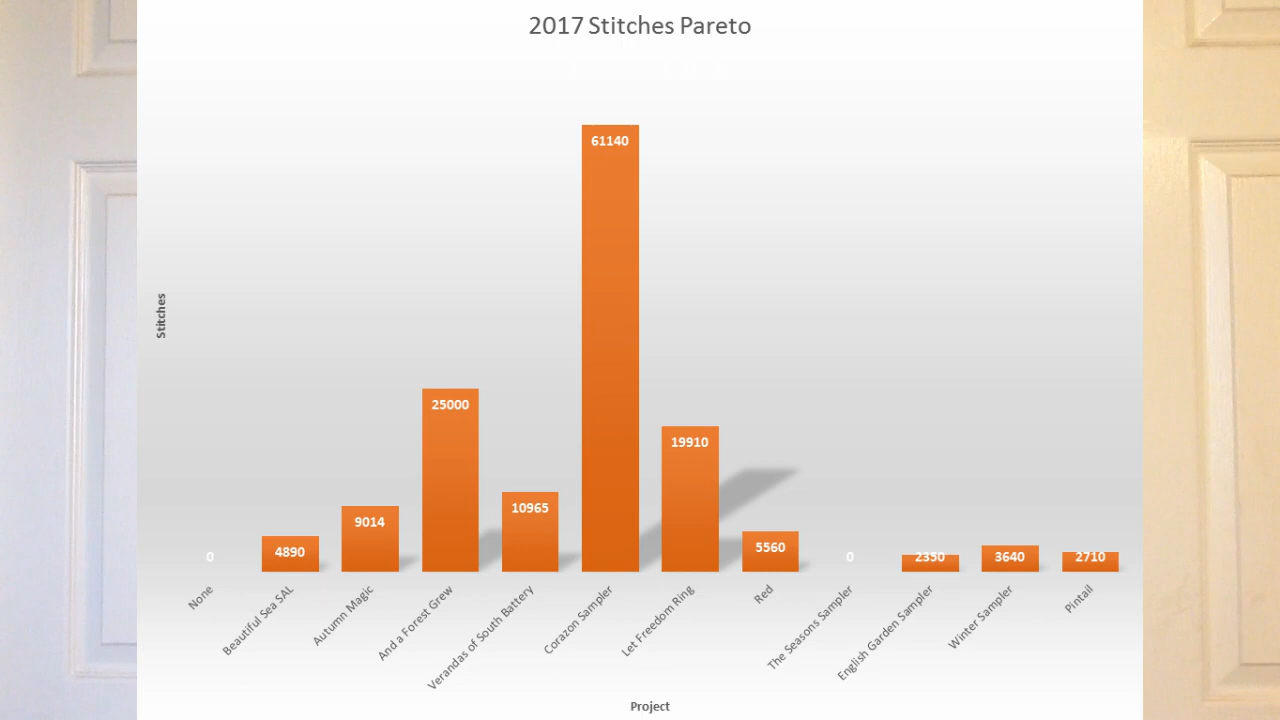 2017 Stitches Pareto
61140
25000
19910
10965
9014
5560
4890
0
0
2350
3640
2710
Stitches
None
Beautiful Sea SAL
Autumn Magic
And a Forest Grew
Verandas of South Battery
Corazon Sampler
Let Freedom Ring
Red
The Seasons Sampler
English Garden Sampler
Winter Sampler
Pintail
Project